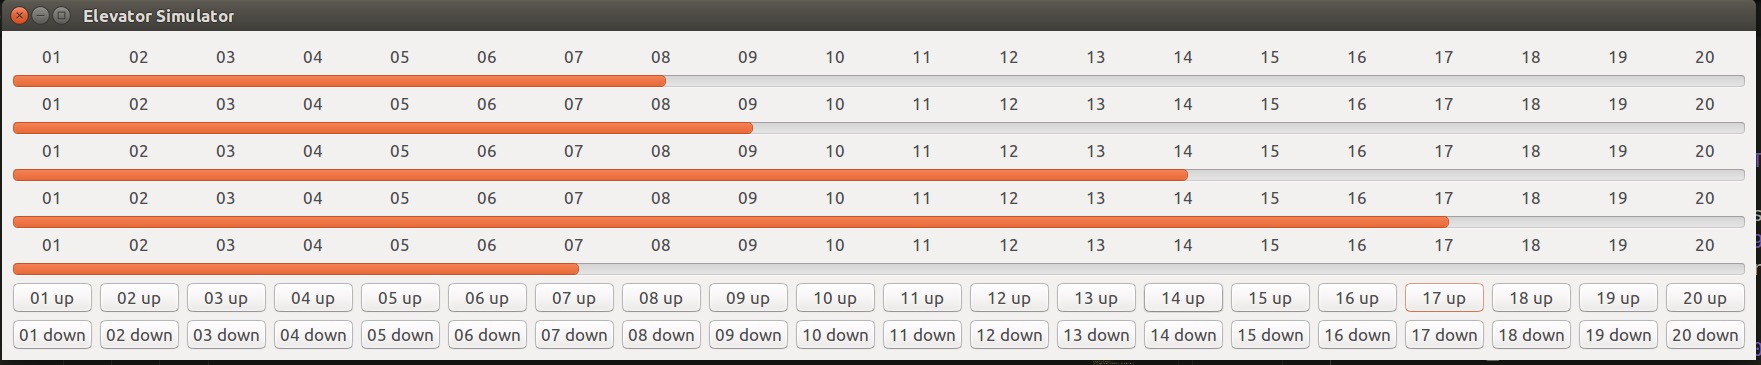 Elevator Simulator
01 02 03 04 05 06 07 08 09 10 11 12 13 14 15 16 17 18 19 20
01 02 03 04 05 06 07 08 09 10 11 12 13 14 15 16 17 18 19 20
01 02 03 04 05 06 07 08 09 10 11 12 13 14 15 16 17 18 19 20
01 02 03 04 05 06 07 08 09 10 11 12 13 14 15 16 17 18 19 20
01 02 03 04 05 06 07 08 09 10 11 12 13 14 15 16 17 18 19 20
01 up 02 up 03 up 04 up 05 up 06 up 07 up 08 up 09 up 10 up 11 up 12 up 13 up 14 up 15 up 16 up 17 up 18 up 19 up 20 up
01 down 02 down 03 down 04 down 05 down 06 down 07 down 08 down 09 down 10 down 11 down 12 down 13 down 14 down 15 down 16 down 17 down 18 down 19 down 20 down